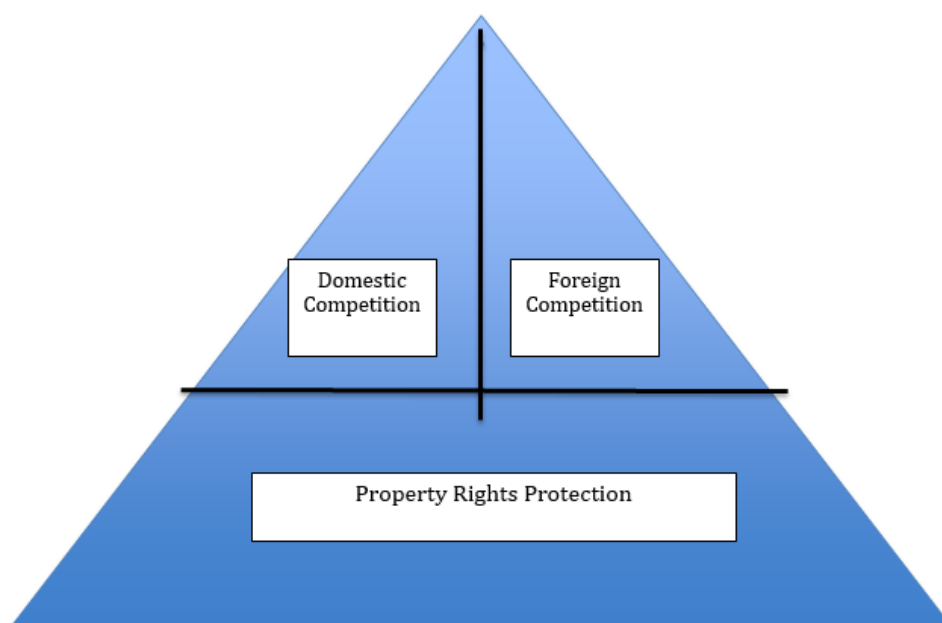 Domestic
Competition
Foreign
Competition
Property Rights Protection